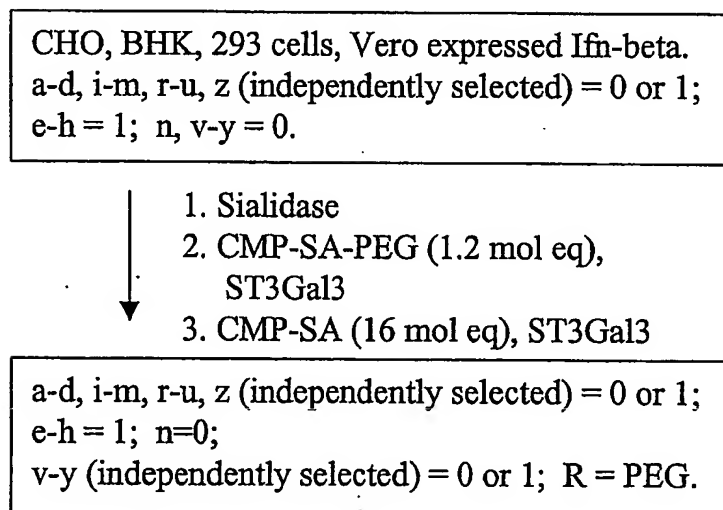 CHO, BHK, 293 cells, Vero expressed Ifn-beta.
a-d, i-m, r-u, z (independently selected) = 0 or 1;
e-h = 1; n, v-y = 0.
1. Sialidase
2. CMP-SA-PEG (1.2 mol eq),
ST3Gal3
3. CMP-SA (16 mol eq), ST3Gal3
a-d, i-m, r-u, z (independently selected) = 0 or 1;
e-h = 1; n=0;
v-y (independently selected) = 0 or 1; R = PEG.